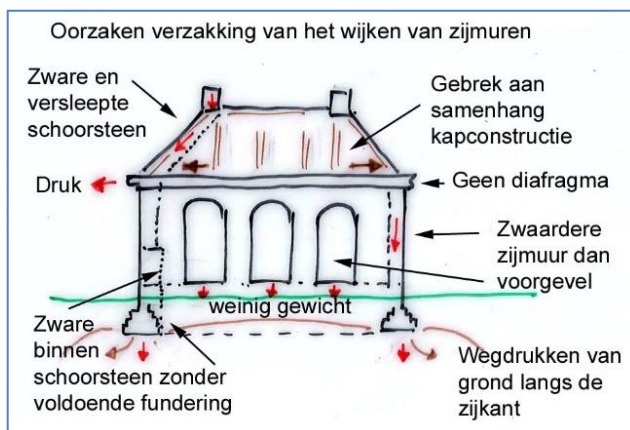 Oorzaken verzakking van het wijken van zijmuren
Zware en
versleepte
schoorsteen
Gebrek aan
samenhang
kapconstructie
Druk
Geen diafragma
Zwaardere
zijmuur dan
voorgevel
weinig gewicht
Zware
binnen
schoorsteen zonder
voldoende fundering
Wegdrukken van
grond langs de
zijkant